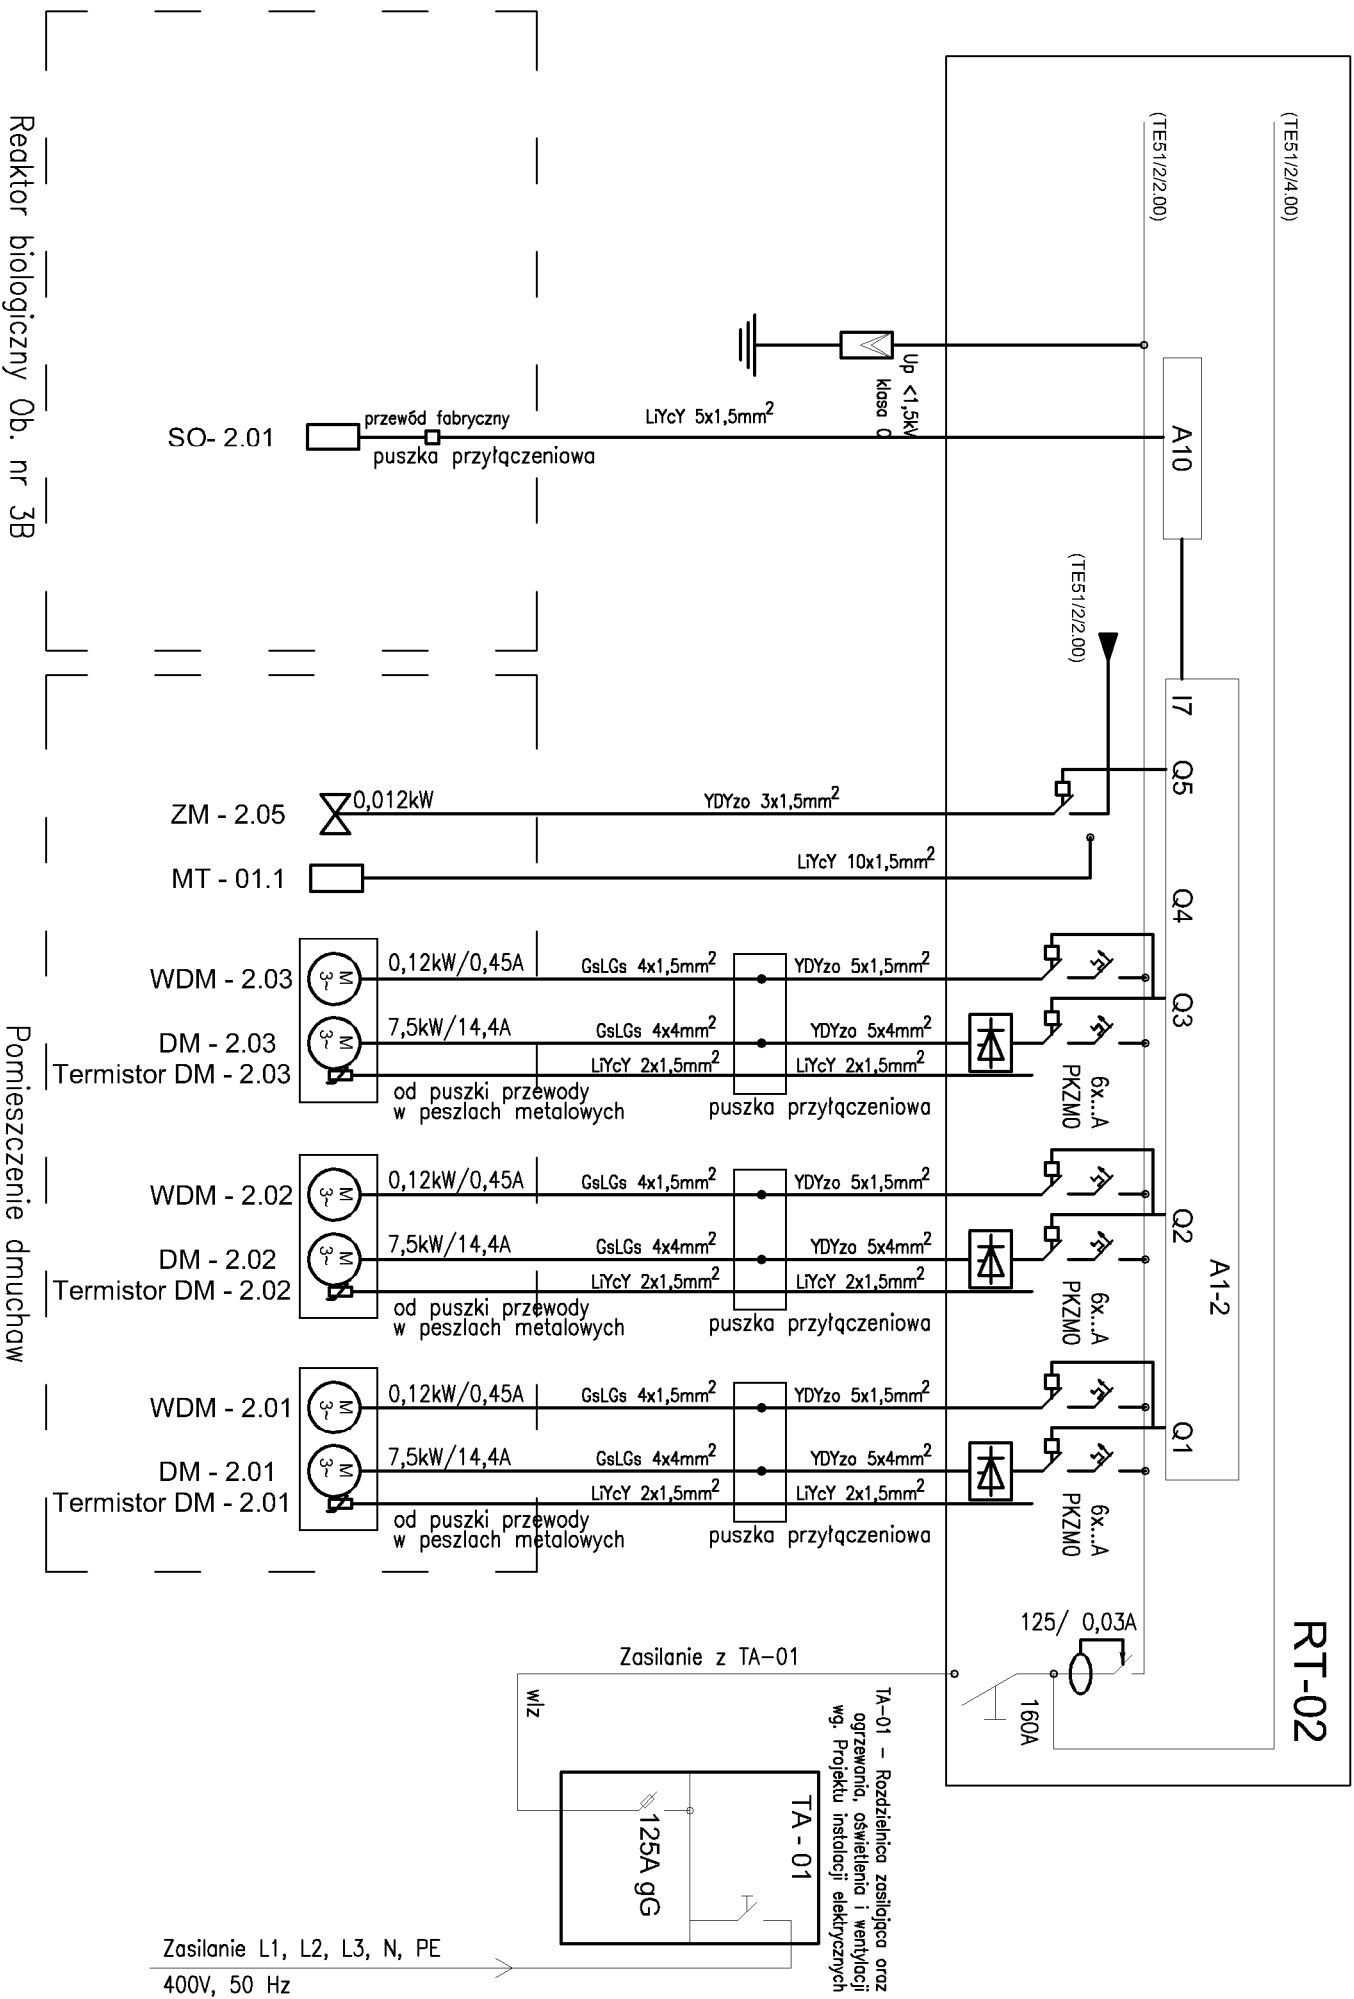 RT-02
(TE51/2/4.00)
(TE51/2/2.00)
Up <1,5kV
klasa 0
A10
(TE51/2/2.00)
I7
Q5
Q4
Q3
Q2
Q1
A1-2
SO- 2.01
przewód fabryczny
puszka przyłączeniowa
LiYcY 5x1,5mm²
Reaktor biologiczny Ob. nr 3B
ZM - 2.05
0,012kW
YDYżo 3x1,5mm²
MT - 01.1
LiYcY 10x1,5mm²
WDM - 2.03
M
3~
0,12kW/0,45A
GsLGs 4x1,5mm²
YDYżo 5x1,5mm²
DM - 2.03
M
3~
7,5kW/14,4A
GsLGs 4x4mm²
YDYżo 5x4mm²
Termistor DM - 2.03
LiYcY 2x1,5mm²
LiYcY 2x1,5mm²
od puszki przewody
w peszlach metalowych
puszka przyłączeniowa
6x...A
PKZM0
WDM - 2.02
M
3~
0,12kW/0,45A
GsLGs 4x1,5mm²
YDYżo 5x1,5mm²
DM - 2.02
M
3~
7,5kW/14,4A
GsLGs 4x4mm²
YDYżo 5x4mm²
Termistor DM - 2.02
LiYcY 2x1,5mm²
LiYcY 2x1,5mm²
od puszki przewody
w peszlach metalowych
puszka przyłączeniowa
6x...A
PKZM0
WDM - 2.01
M
3~
0,12kW/0,45A
GsLGs 4x1,5mm²
YDYżo 5x1,5mm²
DM - 2.01
M
3~
7,5kW/14,4A
GsLGs 4x4mm²
YDYżo 5x4mm²
Termistor DM - 2.01
LiYcY 2x1,5mm²
LiYcY 2x1,5mm²
od puszki przewody
w peszlach metalowych
puszka przyłączeniowa
6x...A
PKZM0
Pomieszczenie dmuchaw
125/ 0,03A
160A
Zasilanie z TA-01
wlz
TA-01 - Rozdzielnica zasilająca oraz
ogrzewania, oświetlenia i wentylacji
wg. Projektu instalacji elektrycznych
TA - 01
125A gG
Zasilanie L1, L2, L3, N, PE
400V, 50 Hz